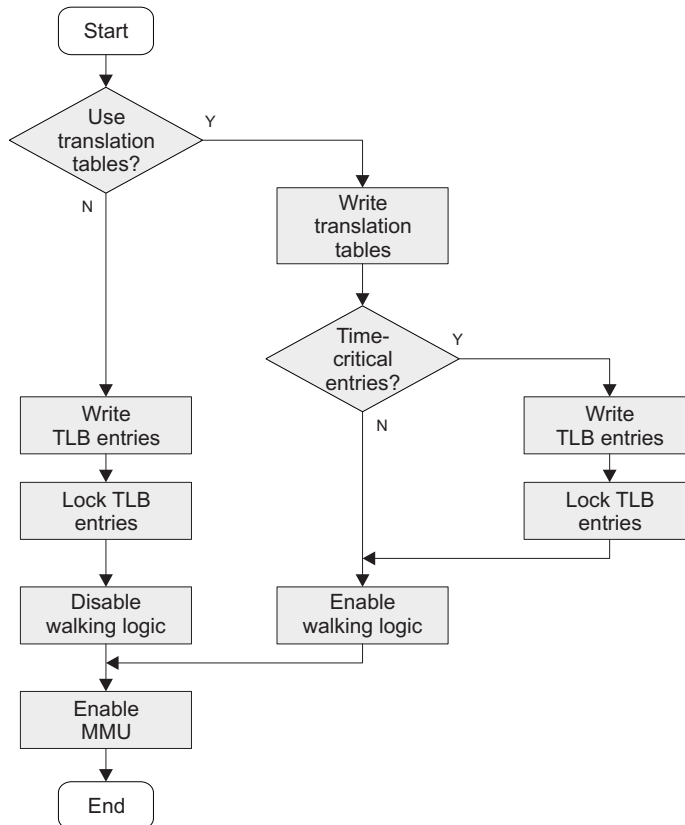 Start
Use
translation
tables?
Y
N
Write
translation
tables
Time-
critical
entries?
Y
N
Write
TLB entries
Write
TLB entries
Lock TLB
entries
Lock TLB
entries
Disable
walking logic
Enable
walking logic
Enable
MMU
End